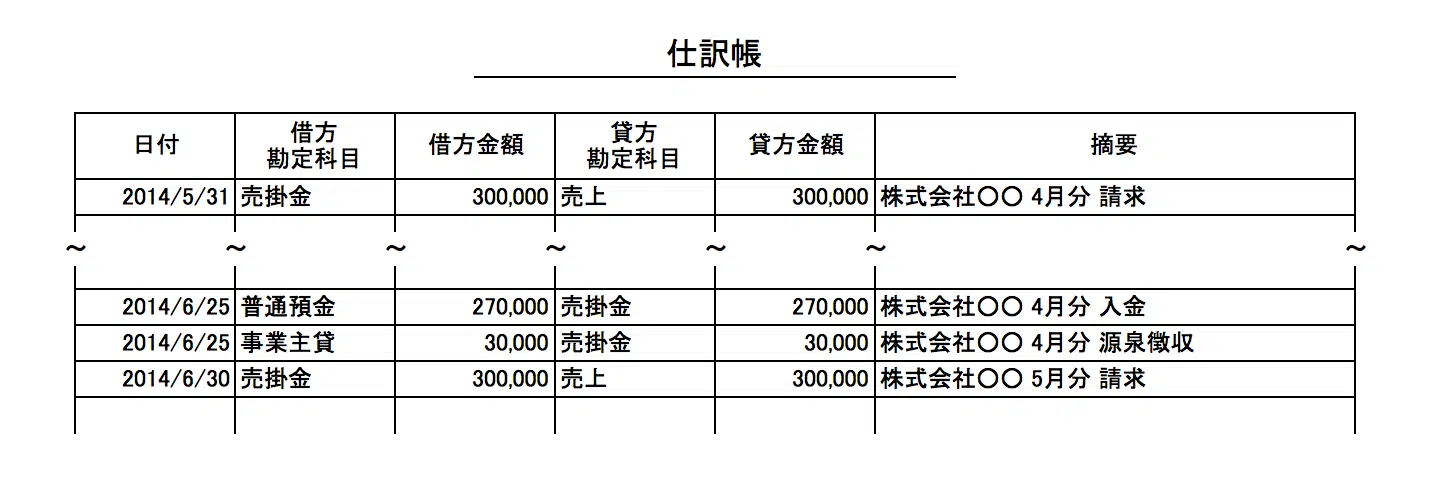 仕訳帳
日付 借方勘定科目 借方金額 貸方勘定科目 貸方金額 摘要
2014/5/31 売掛金 300,000 売上 300,000 株式会社〇〇 4月分 請求
～ ～ ～ ～ ～ ～ ～
2014/6/25 普通預金 270,000 売掛金 270,000 株式会社〇〇 4月分 入金
2014/6/25 事業主貸 30,000 売掛金 30,000 株式会社〇〇 4月分 源泉徴収
2014/6/30 売掛金 300,000 売上 300,000 株式会社〇〇 5月分 請求